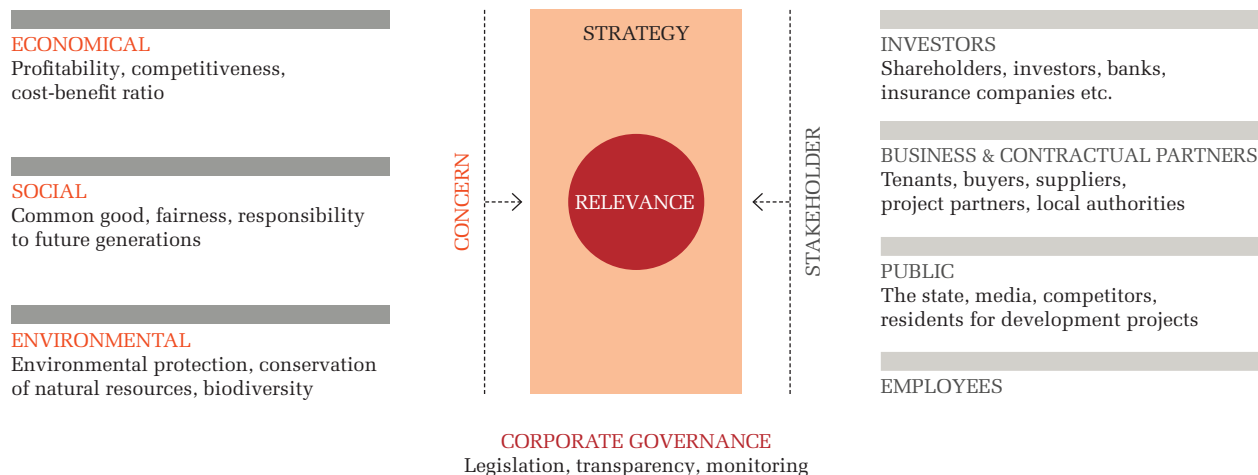 ECONOMICAL
Profitability, competitiveness,
cost-benefit ratio
SOCIAL
Common good, fairness, responsibility
to future generations
ENVIRONMENTAL
Environmental protection, conservation
of natural resources, biodiversity
CONCERN
STRATEGY
RELEVANCE
STAKEHOLDER
INVESTORS
Shareholders, investors, banks,
insurance companies etc.
BUSINESS & CONTRACTUAL PARTNERS
Tenants, buyers, suppliers,
project partners, local authorities
PUBLIC
The state, media, competitors,
residents for development projects
EMPLOYEES
CORPORATE GOVERNANCE
Legislation, transparency, monitoring